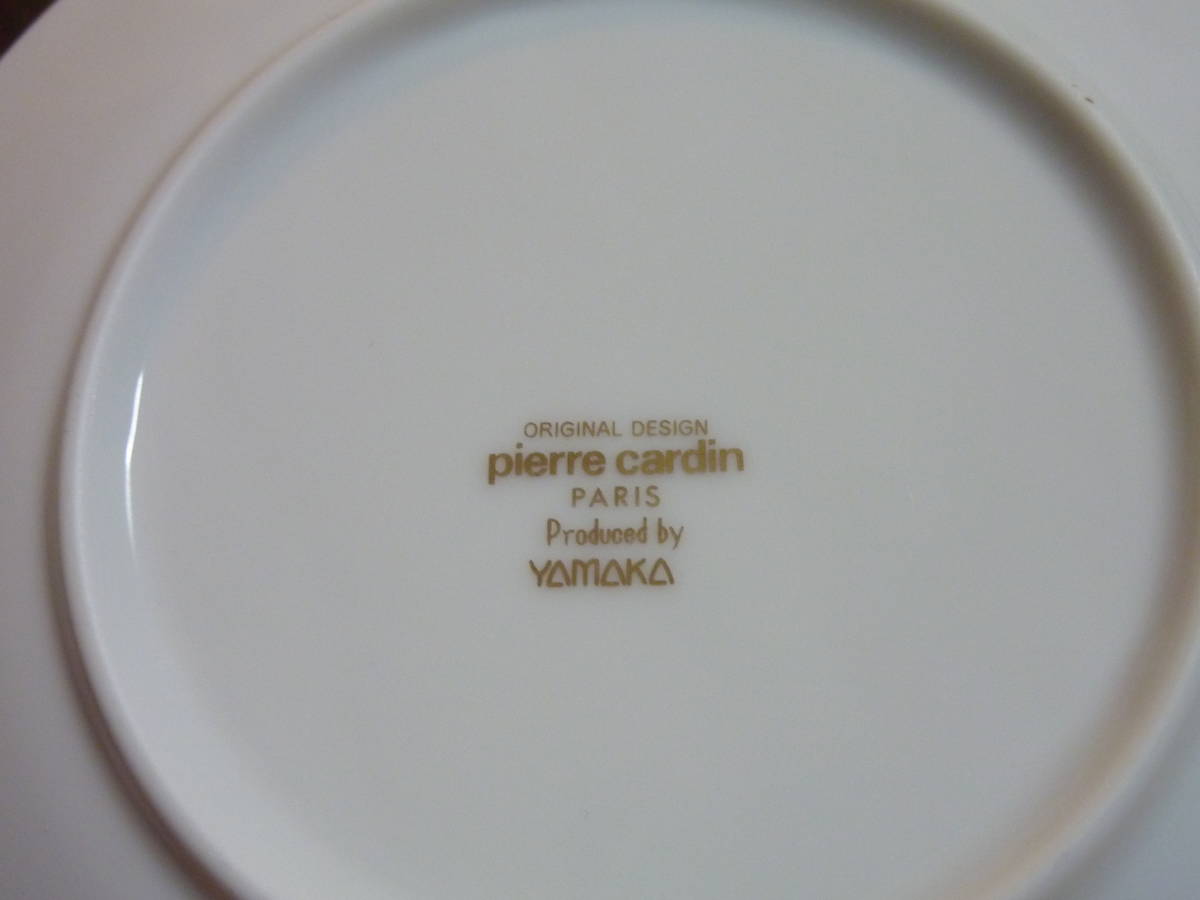 ORIGINAL DESIGN
pierre cardin
PARIS
Produced by
YAMAKA